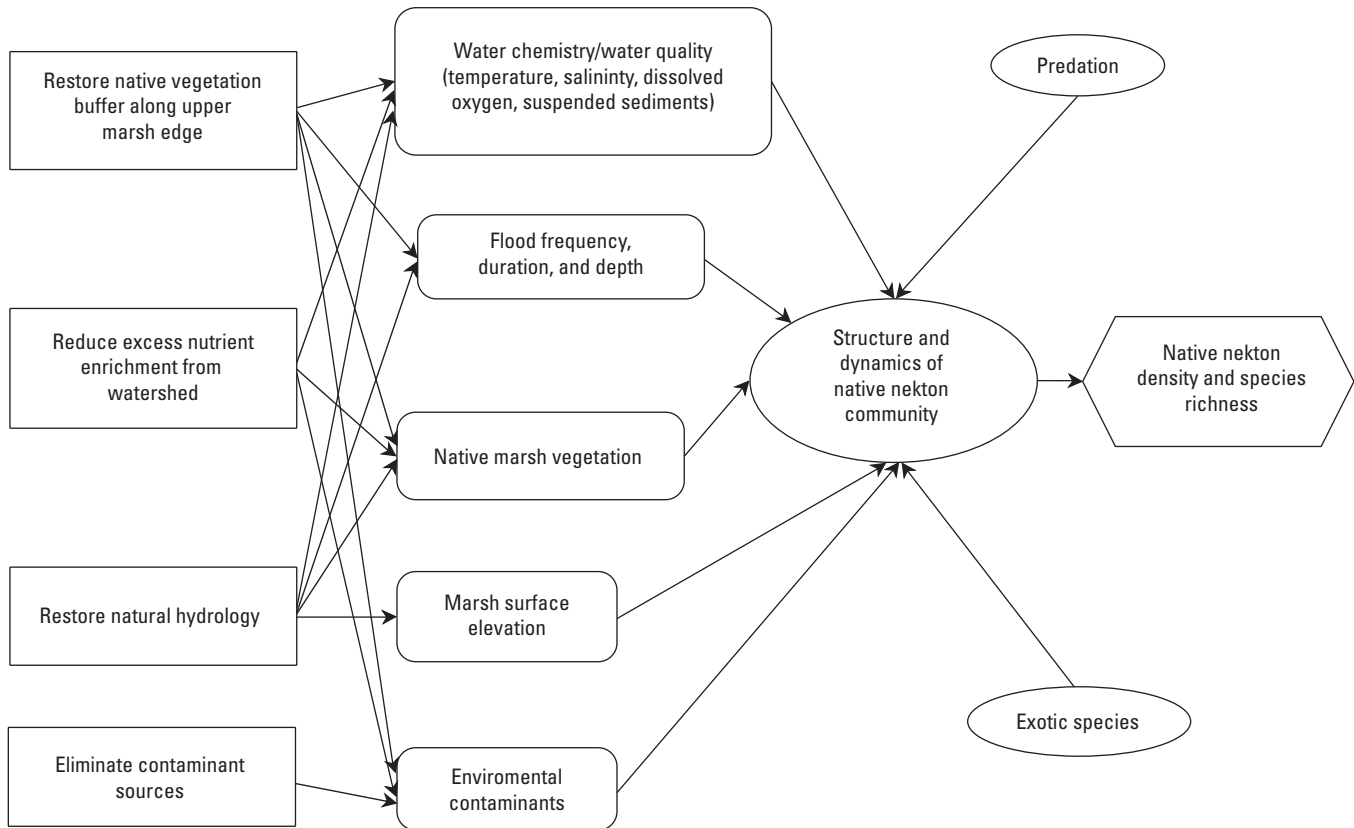 Restore native vegetation
buffer along upper
marsh edge
Reduce excess nutrient
enrichment from
watershed
Restore natural hydrology
Eliminate contaminant
sources
Water chemistry/water quality
(temperature, salininty, dissolved
oxygen, suspended sediments)
Flood frequency,
duration, and depth
Native marsh vegetation
Marsh surface
elevation
Enviromental
contaminants
Predation
Structure and
dynamics of
native nekton
community
Exotic species
Native nekton
density and species
richness